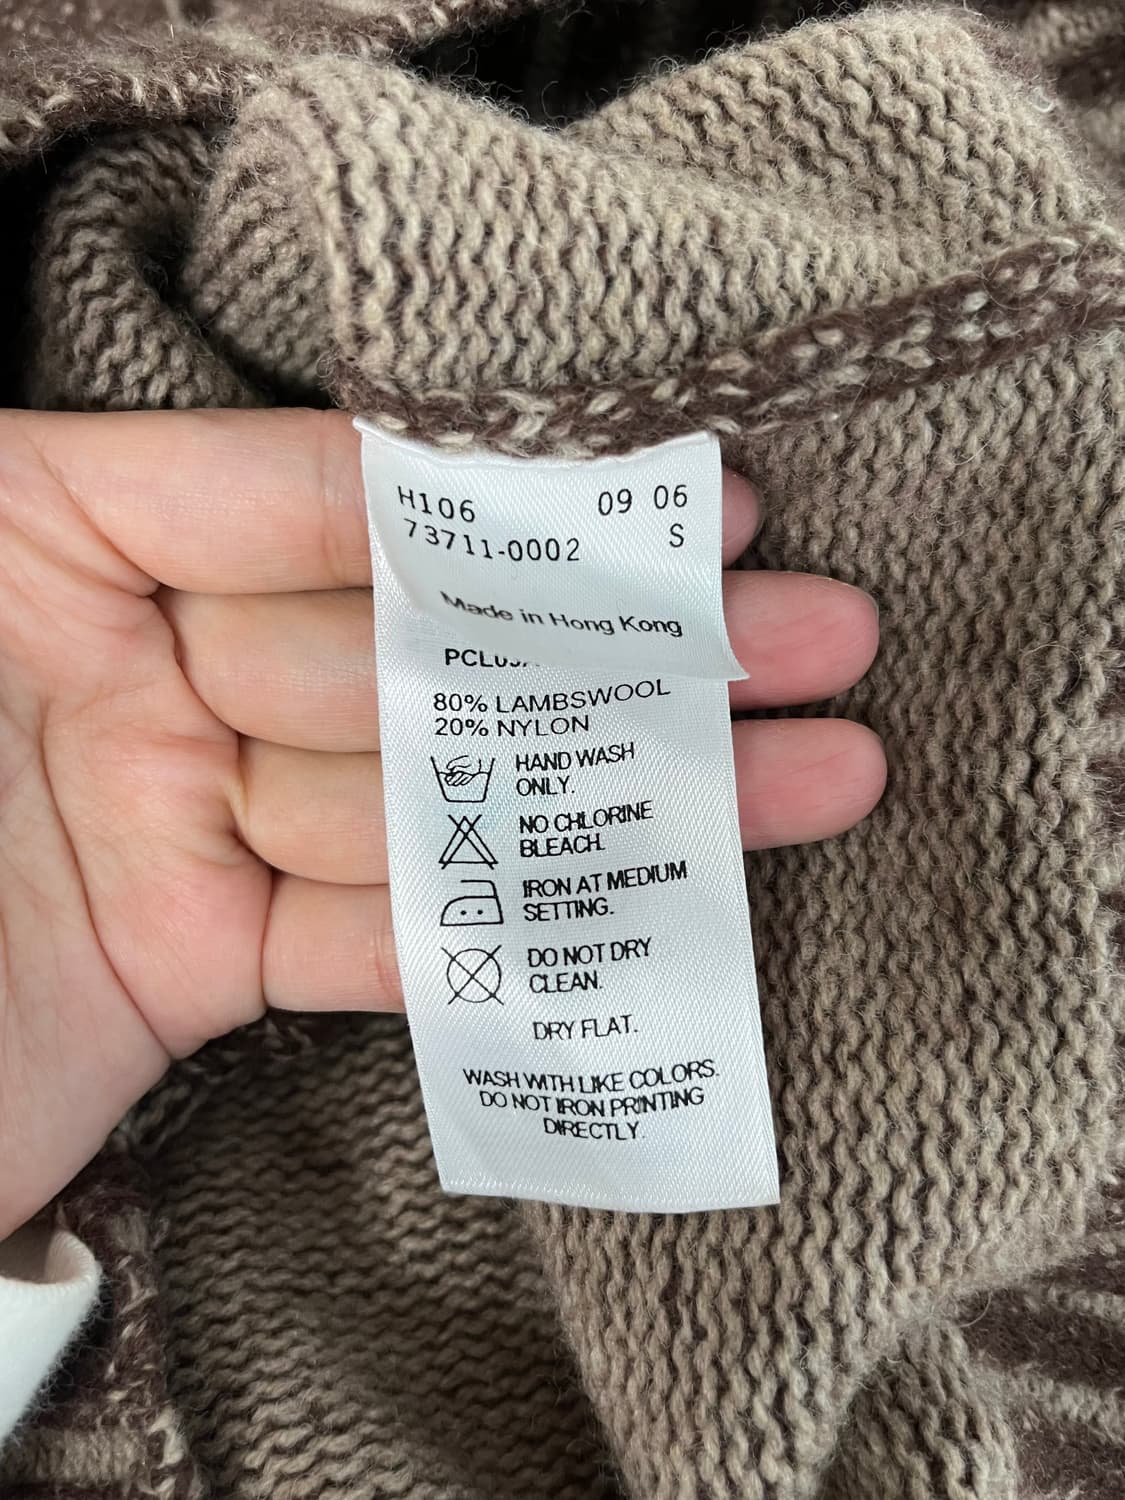 H106 09 06
73711-0002 S
Made in Hong Kong
80% LAMBSWOOL
20% NYLON
HAND WASH
ONLY.
NO CHLORINE
BLEACH.
IRON AT MEDIUM
SETTING.
DO NOT DRY
CLEAN.
DRY FLAT.
WASH WITH LIKE COLORS.
DO NOT IRON PRINTING
DIRECTLY.